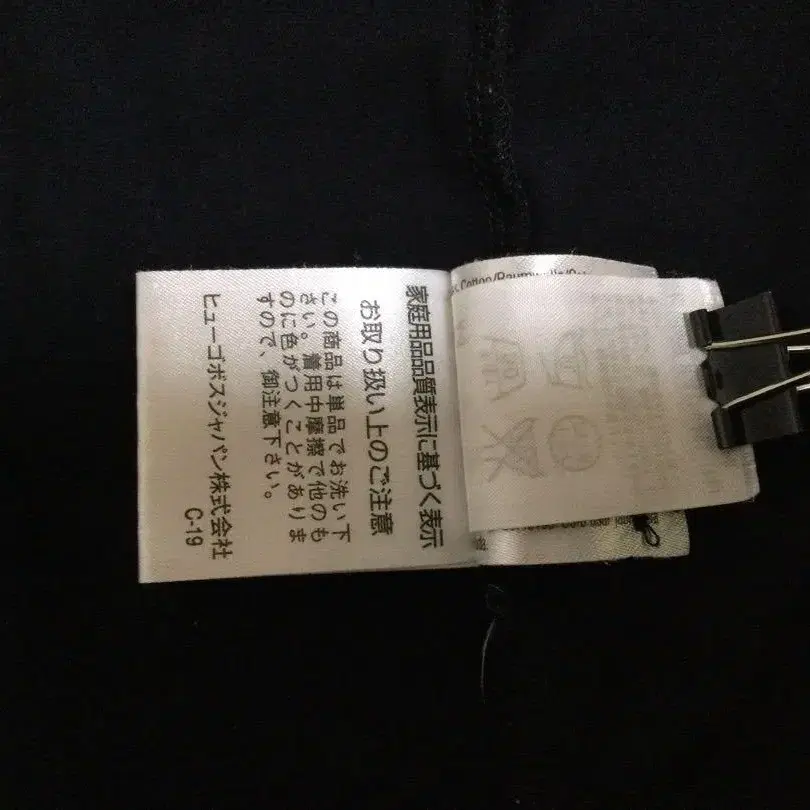 家庭用品品質表示に基づく表示
お取り扱い上のご注意
この商品は単品でお洗い下
さい。着用中摩擦で他のも
のに色がつくことがありま
すので、御注意下さい。
ヒューゴボスジャパン株式会社
C-19
Cotton/Baumwolle